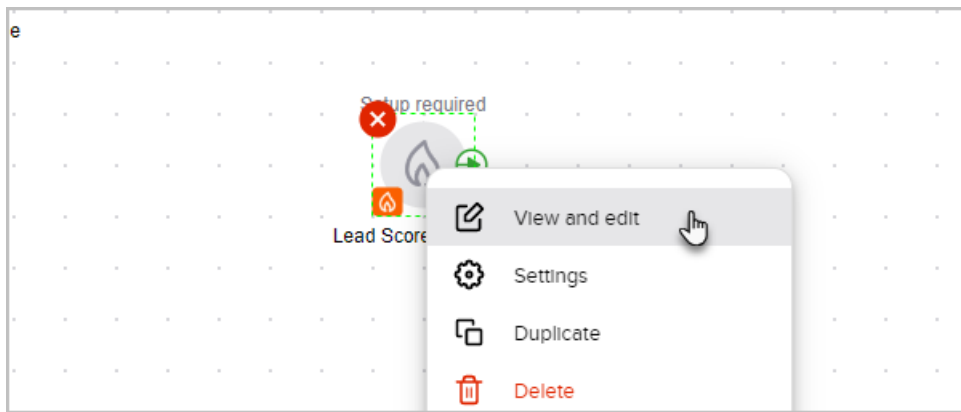 e
Setup required
Lead Score
View and edit
Settings
Duplicate
Delete